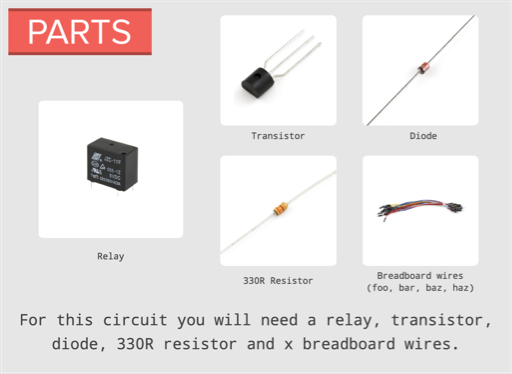 PARTS
Transistor
Diode
Relay
330R Resistor
Breadboard wires
(foo, bar, baz, haz)
For this circuit you will need a relay, transistor,
diode, 330R resistor and x breadboard wires.